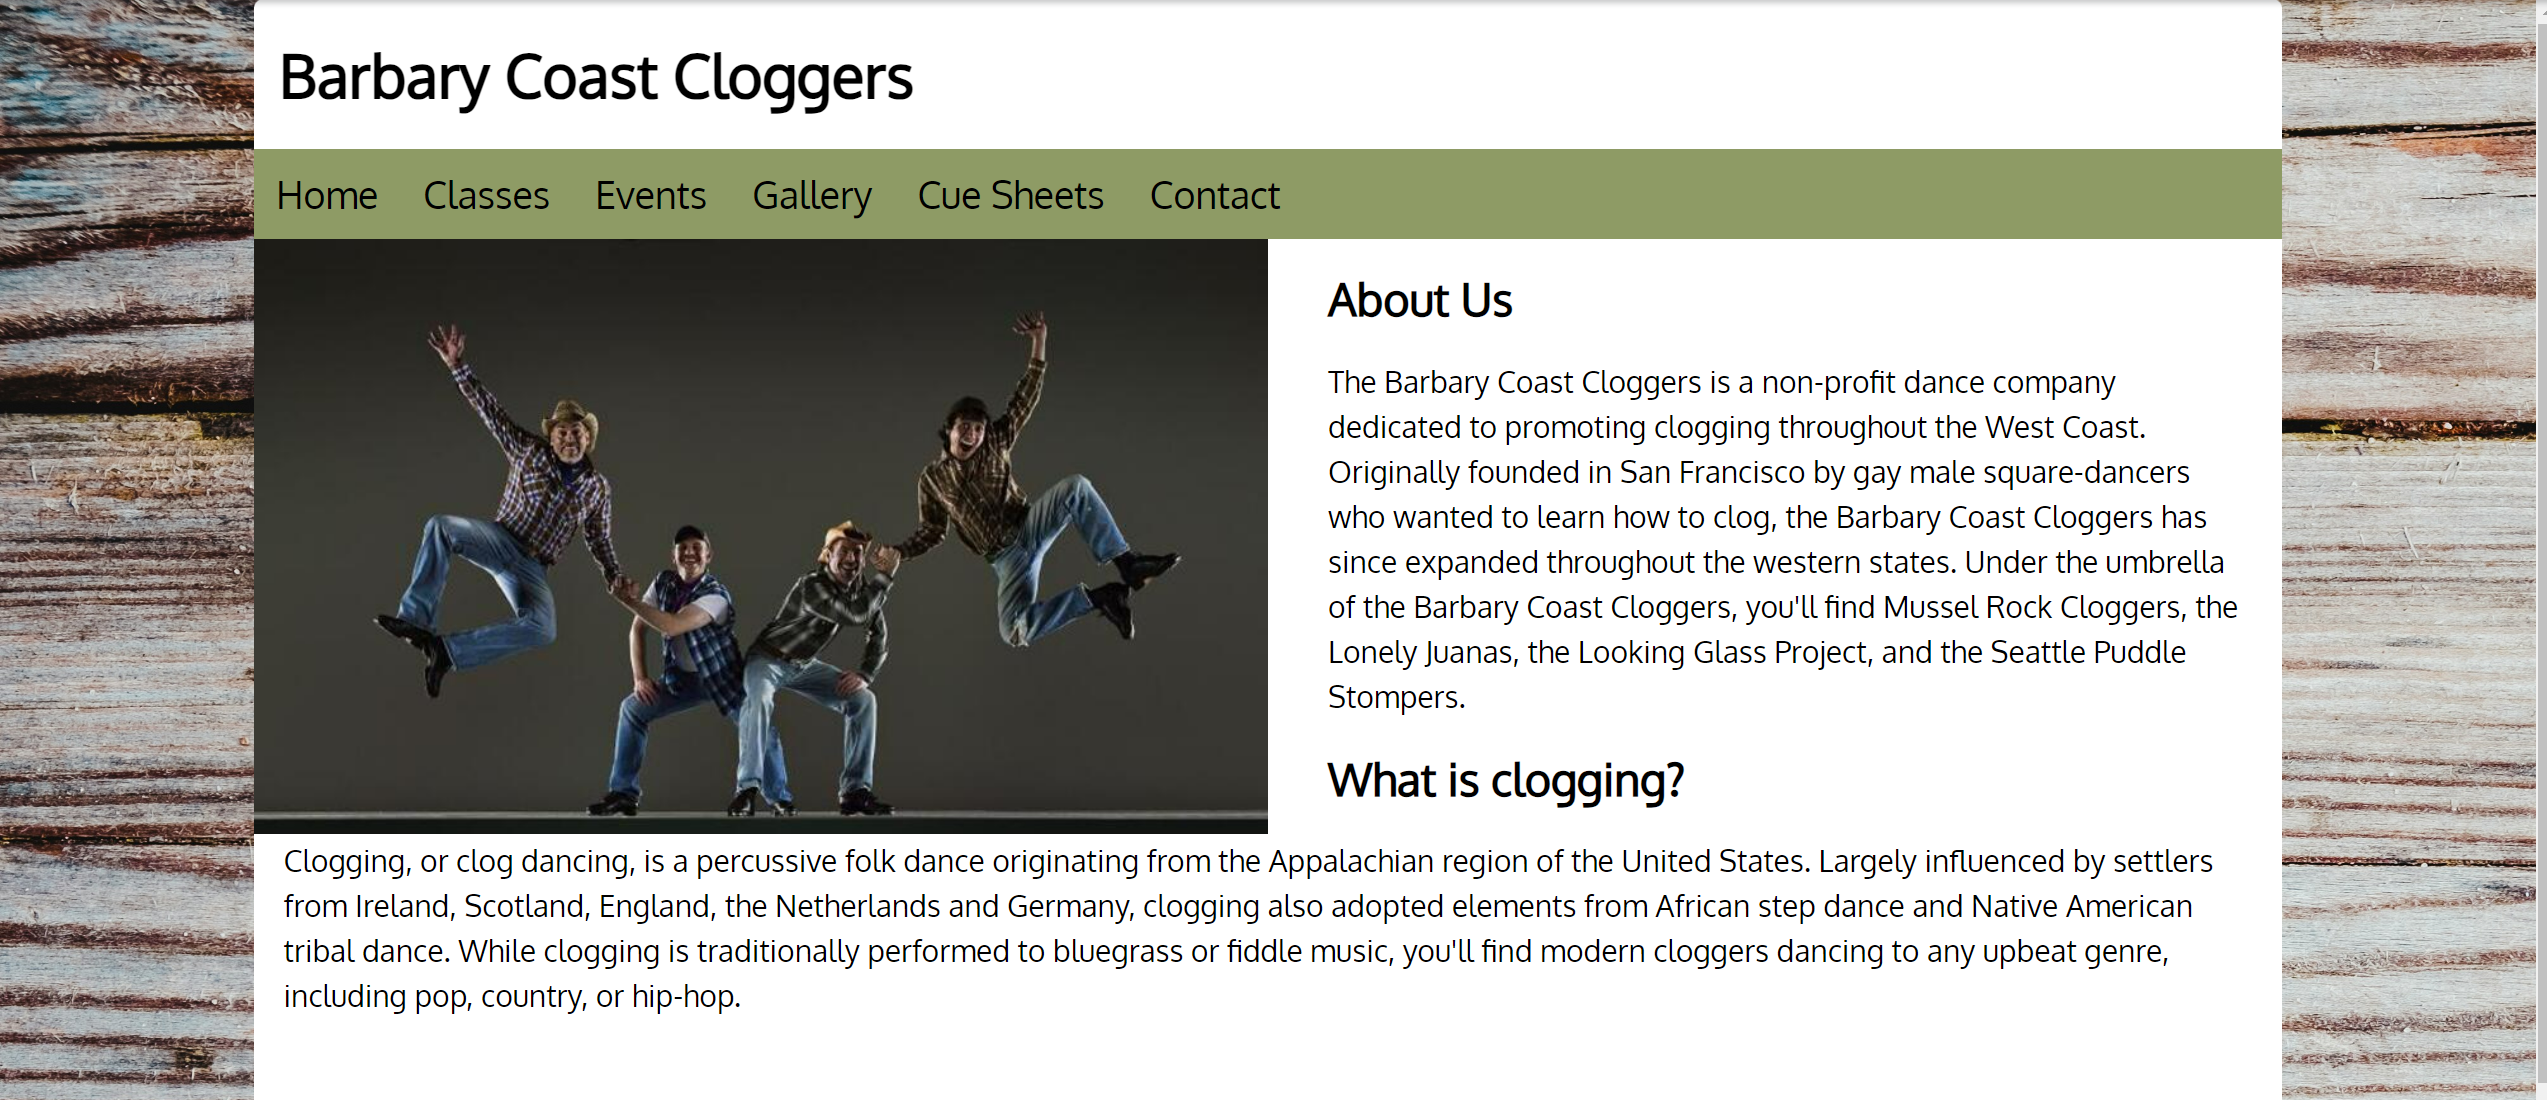 Barbary Coast Cloggers
Home Classes Events Gallery Cue Sheets Contact
About Us
The Barbary Coast Cloggers is a non-profit dance company
dedicated to promoting clogging throughout the West Coast.
Originally founded in San Francisco by gay male square-dancers
who wanted to learn how to clog, the Barbary Coast Cloggers has
since expanded throughout the western states. Under the umbrella
of the Barbary Coast Cloggers, you'll find Mussel Rock Cloggers, the
Lonely Juanas, the Looking Glass Project, and the Seattle Puddle
Stompers.
What is clogging?
Clogging, or clog dancing, is a percussive folk dance originating from the Appalachian region of the United States. Largely influenced by settlers
from Ireland, Scotland, England, the Netherlands and Germany, clogging also adopted elements from African step dance and Native American
tribal dance. While clogging is traditionally performed to bluegrass or fiddle music, you'll find modern cloggers dancing to any upbeat genre,
including pop, country, or hip-hop.